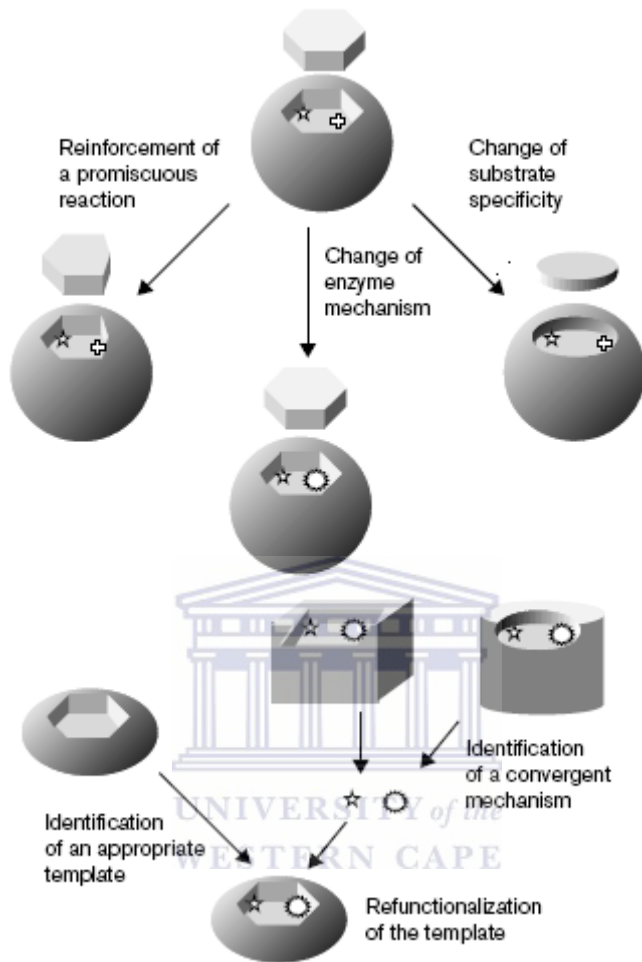 Reinforcement of
a promiscuous
reaction
Change of
substrate
specificity
Change of
enzyme
mechanism
Identification
of a convergent
mechanism
Identification
of an appropriate
template
UNIVERSITY of the
WESTERN CAPE
Refunctionalization
of the template